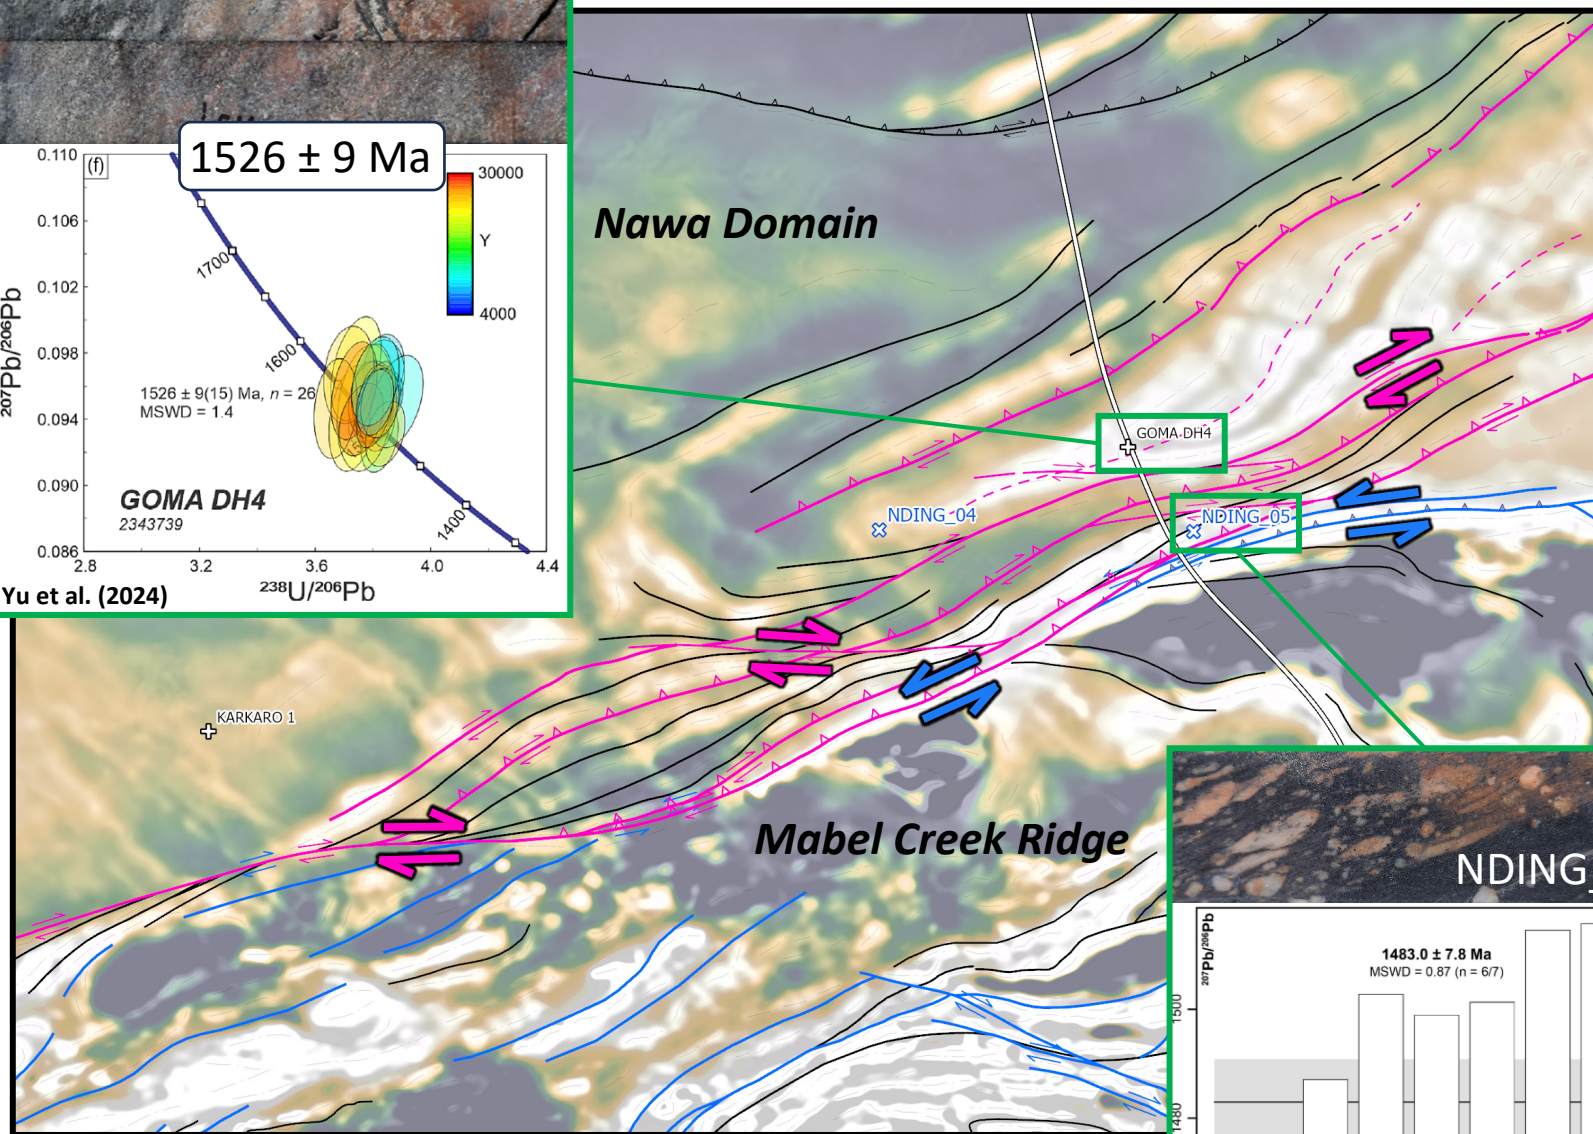 1526 ± 9 Ma
0.110
0.106
0.102
0.098
0.094
0.090
0.086
(f)
30000
Y
4000
1700
1600
1400
1526 ± 9(15) Ma, n = 26
MSWD = 1.4
GOMA DH4
2343739
207Pb/206Pb
2.8 3.2 3.6 4.0 4.4
238U/206Pb
Yu et al. (2024)
Nawa Domain
GOMA DH4
NDING_04
NDING_05
KARKARO 1
Mabel Creek Ridge
NDING_
207Pb/206Pb
1483.0 ± 7.8 Ma
MSWD = 0.87 (n = 6/7)
1500
1480